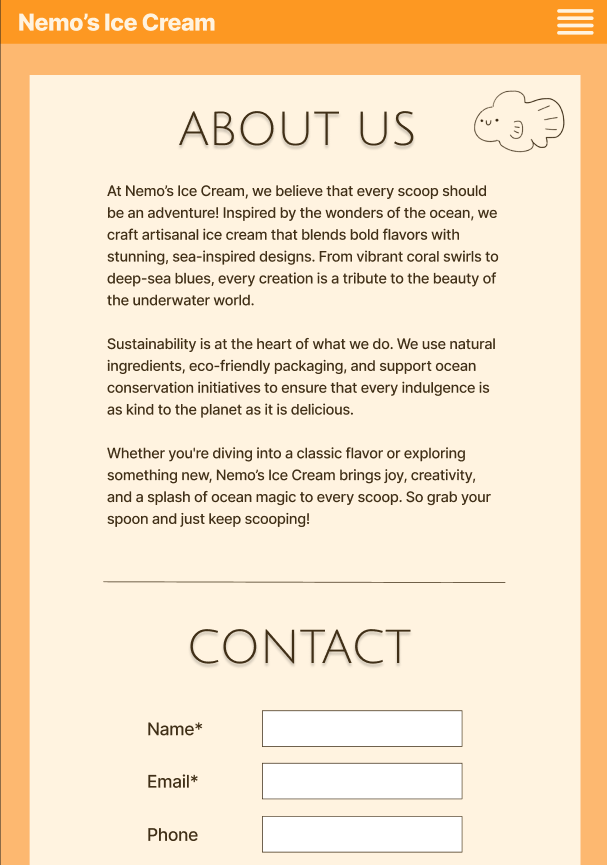 Nemo’s Ice Cream
ABOUT US
At Nemo’s Ice Cream, we believe that every scoop should
be an adventure! Inspired by the wonders of the ocean, we
craft artisanal ice cream that blends bold flavors with
stunning, sea-inspired designs. From vibrant coral swirls to
deep-sea blues, every creation is a tribute to the beauty of
the underwater world.
Sustainability is at the heart of what we do. We use natural
ingredients, eco-friendly packaging, and support ocean
conservation initiatives to ensure that every indulgence is
as kind to the planet as it is delicious.
Whether you're diving into a classic flavor or exploring
something new, Nemo’s Ice Cream brings joy, creativity,
and a splash of ocean magic to every scoop. So grab your
spoon and just keep scooping!
CONTACT
Name*
Email*
Phone